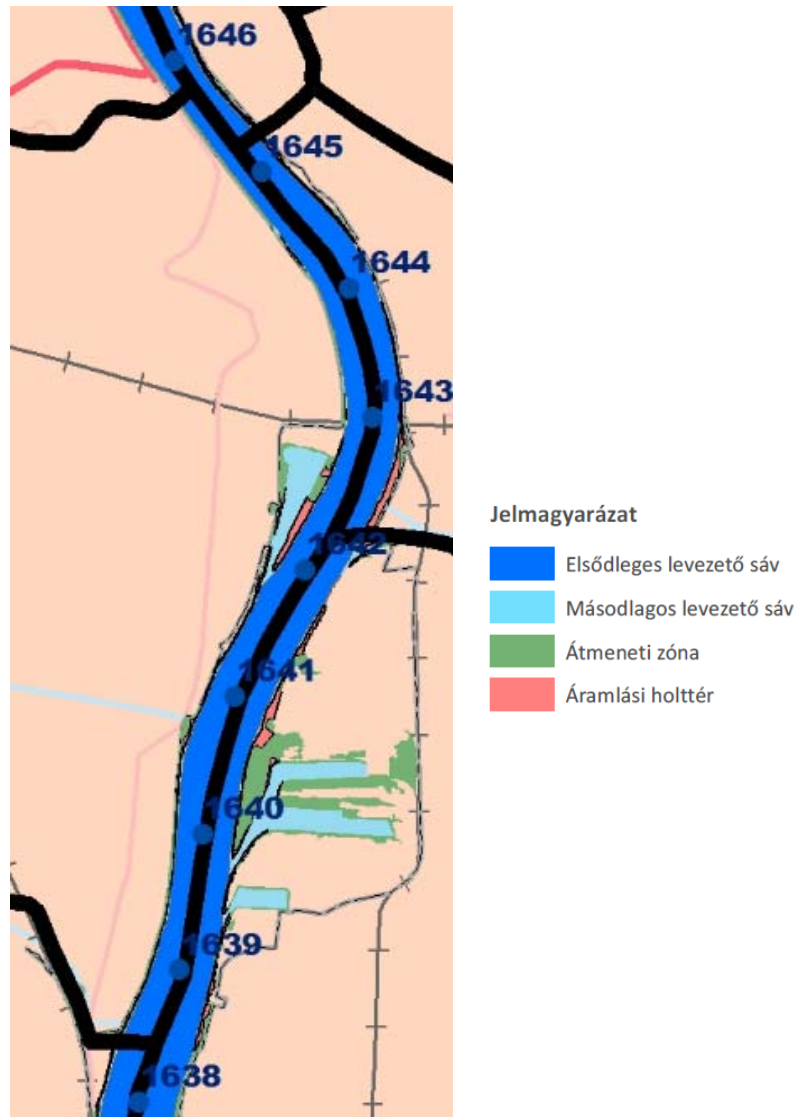 1646
1645
1644
1643
1642
1641
1640
1639
1638
Jelmagyarázat
Elsődleges levezető sáv
Másodlagos levezető sáv
Átmeneti zóna
Áramlási holttér